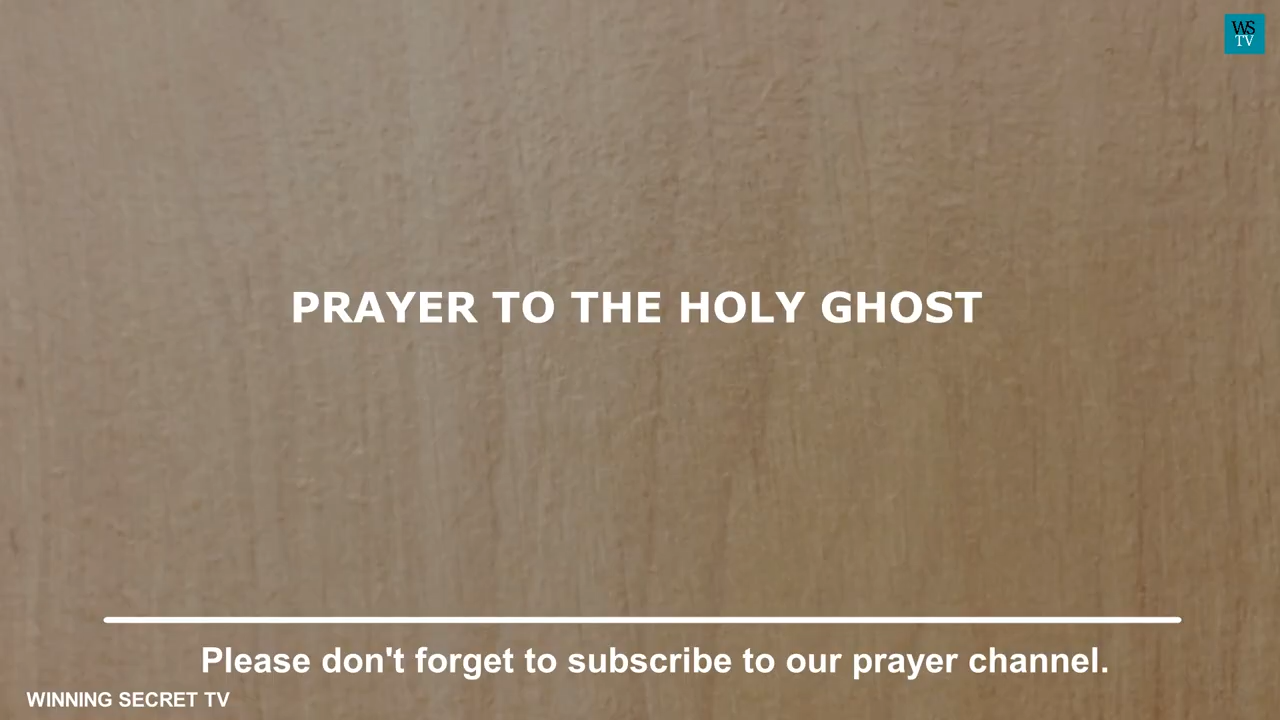 WS
TV
PRAYER TO THE HOLY GHOST
Please don't forget to subscribe to our prayer channel.
WINNING SECRET TV